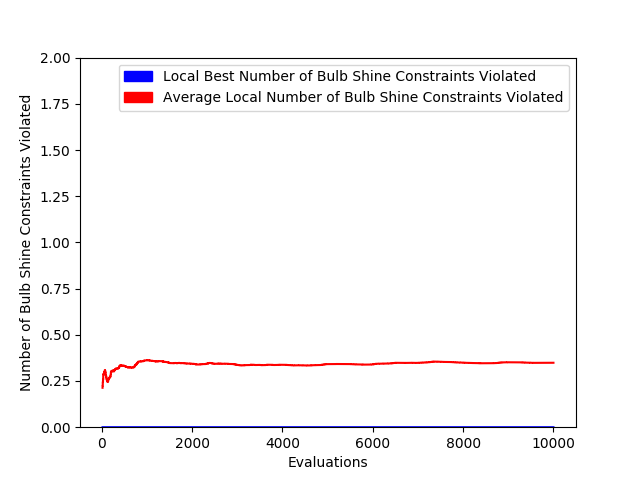 2.00
1.75
1.50
1.25
1.00
0.75
0.50
0.25
0.00
Number of Bulb Shine Constraints Violated
Local Best Number of Bulb Shine Constraints Violated
Average Local Number of Bulb Shine Constraints Violated
0 2000 4000 6000 8000 10000
Evaluations